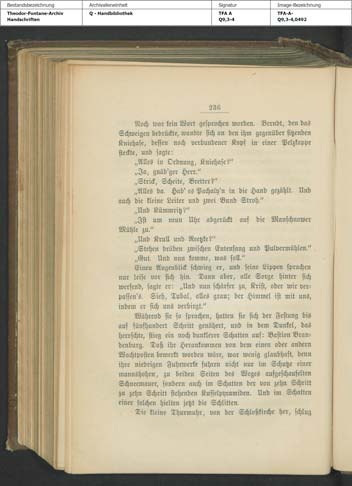 Bestandsbezeichnung Archivalieneinheit Signatur Image-Bezeichnung
Theodor-Fontane-Archiv Q - Handbibliothek TFA A TFA-A-
Handschriften Q9,3-4 Q9,3-4,0492
236
Noch war kein Wort gesprochen worden. Berndt, den das
Schweigen bedrückte, wandte sich an den ihm gegenüber sitzenden
Kniehase, dessen noch verbundener Kopf in einer Pelzkappe
steckte, und sagte:
„Alles in Ordnung, Kniehase?“
„Ja, gnäd'ger Herr.“
„Strick, Scheite, Bretter?“
„Alles da. Hab' es Pachaly'n in die Hand gezählt. Und
auch die kleine Leiter und zwei Bund Stroh.“
„Und Kümmritz?“
„Ist um neun Uhr abgerückt auf die Manschnower
Mühle zu.“
„Und Krull und Reetzke?“
„Stehen drüben zwischen Entenfang und Pulvermühlen.“
„Gut. Und nun komme, was soll.“
Einen Augenblick schwieg er, und seine Lippen sprachen
nur leise vor sich hin. Dann aber, alle Sorge hinter sich
werfend, sagte er: „Und nun schärfer zu, Krist, oder wir ver-
passen's. Sieh, Tubal, alles grau; der Himmel ist mit uns,
indem er sich uns verbirgt.“
Während sie so sprachen, hatten sie sich der Festung bis
auf fünfhundert Schritt genähert, und in dem Dunkel, das
herrschte, stieg ein noch dunklerer Schatten auf: Bastion Bran-
denburg. Daß ihr Herankommen von dem einen oder andern
Wachtposten bemerkt worden wäre, war wenig glaubhaft, denn
ihre niedrigen Fuhrwerke fuhren nicht nur im Schutz einer
mannshohen, zu beiden Seiten des Weges aufgeschaufelten
Schneemauer, sondern auch im Schatten der von zehn Schritt
zu zehn Schritt stehenden Kusselpyramiden. Und im Schatten
einer solchen hielten jetzt die Schlitten.
Die kleine Thurmuhr, von der Schloßkirche her, schlug